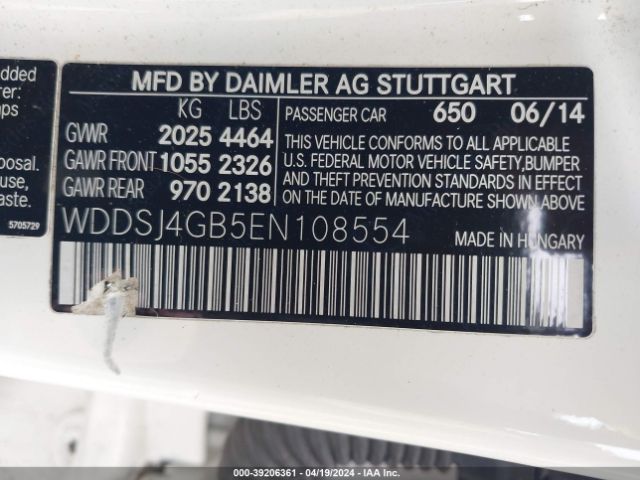 dded
rer:
mps
posal.
use,
aste.
5705729
MFD BY DAIMLER AG STUTTGART
KG LBS PASSENGER CAR 650 06/14
GWR 2025 4464
GAWR FRONT 1055 2326
GAWR REAR 970 2138
THIS VEHICLE CONFORMS TO ALL APPLICABLE
U.S. FEDERAL MOTOR VEHICLE SAFETY, BUMPER
AND THEFT PREVENTION STANDARDS IN EFFECT
ON THE DATE OF MANUFACTURE SHOWN ABOVE.
WDDSJ4GB5EN108554 MADE IN HUNGARY
000-39206361 - 04/19/2024 - IAA Inc.